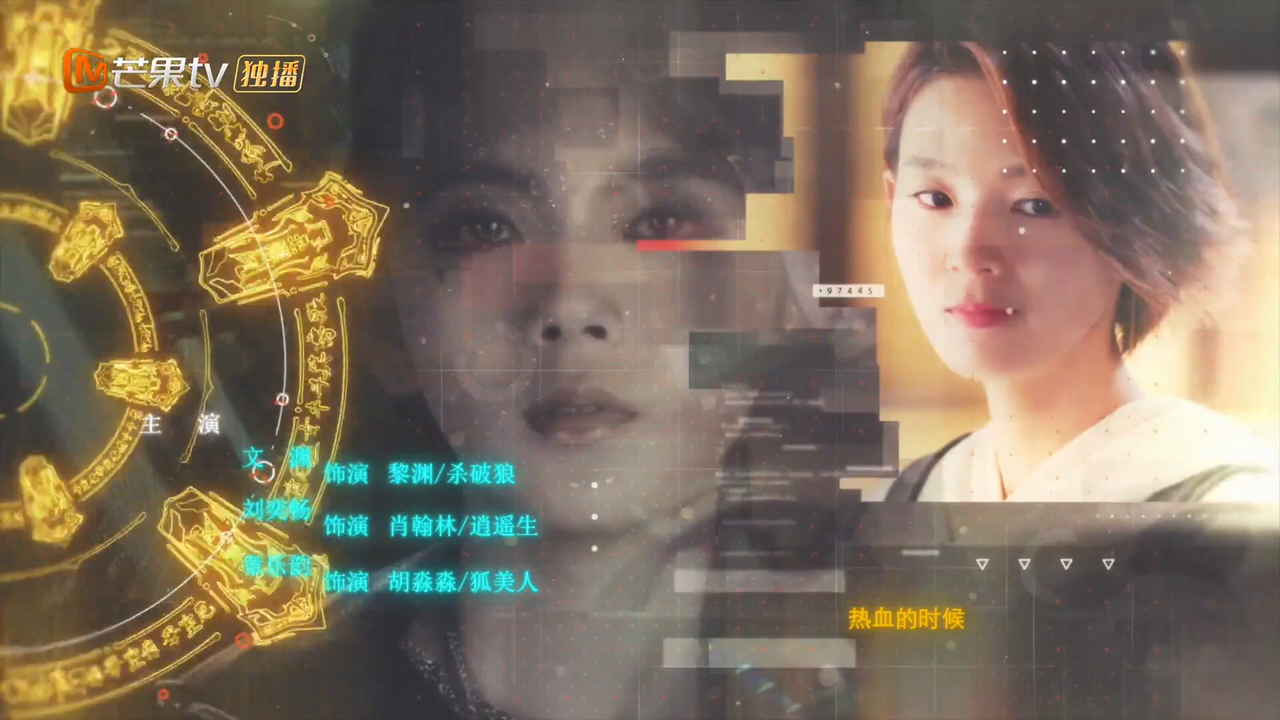 芒果tv 独播
97445
主 演
文 渊 饰演 黎渊/杀破狼
刘奕畅 饰演 肖翰林/逍遥生
饰演 胡淼淼/狐美人
热血的时候